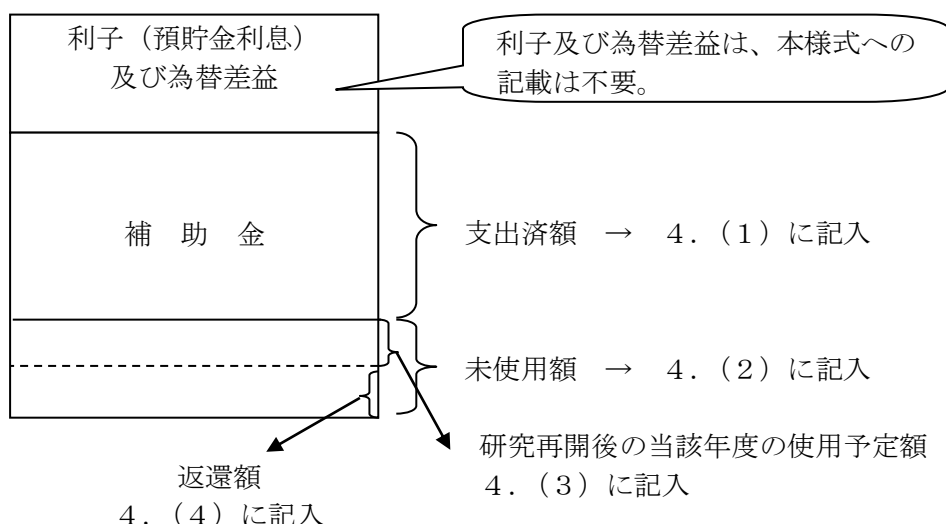 利子(預貯金利息)
及び為替差益
利子及び為替差益は、本様式への
記載は不要。
補 助 金
支出済額 → 4.(1)に記入
未使用額 → 4.(2)に記入
研究再開後の当該年度の使用予定額
4.(3)に記入
返還額
4.(4)に記入